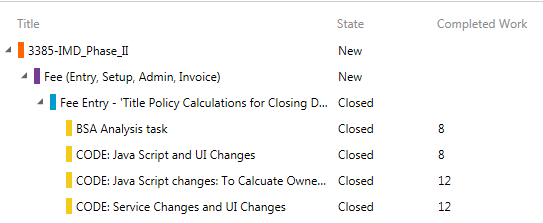 Title State Completed Work
3385-IMD_Phase_II New
Fee (Entry, Setup, Admin, Invoice) New
Fee Entry - 'Title Policy Calculations for Closing D... Closed
BSA Analysis task Closed 8
CODE: Java Script and UI Changes Closed 8
CODE: Java Script changes: To Calcuate Owne... Closed 12
CODE: Service Changes and UI Changes Closed 12